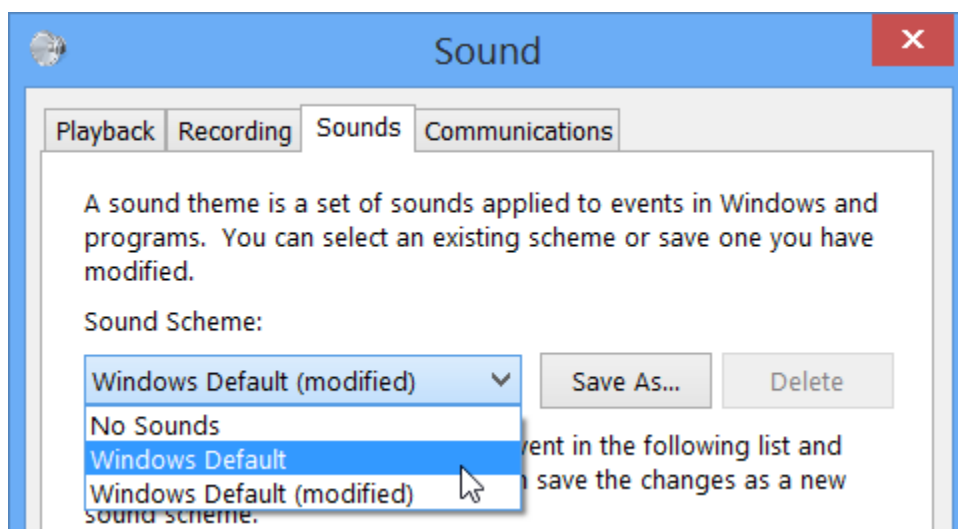 Sound
Playback Recording Sounds Communications
A sound theme is a set of sounds applied to events in Windows and
programs. You can select an existing scheme or save one you have
modified.
Sound Scheme:
Windows Default (modified) Save As... Delete
No Sounds
Windows Default
Windows Default (modified)
in the following list and
save the changes as a new
sound scheme.